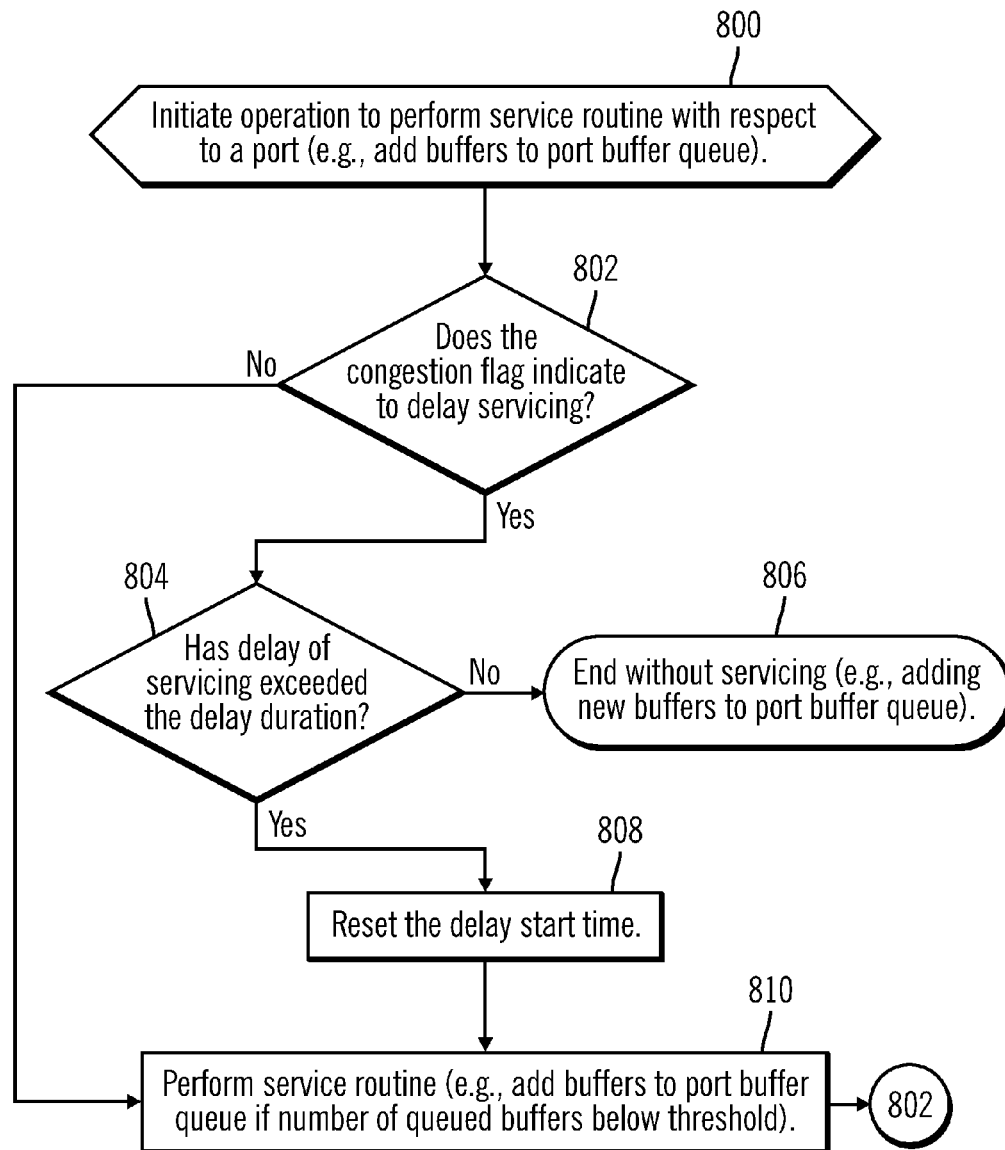 800
Initiate operation to perform service routine with respect
to a port (e.g., add buffers to port buffer queue).
802
Does the
congestion flag indicate
to delay servicing?
No
Yes
804
Has delay of
servicing exceeded
the delay duration?
No
806
End without servicing (e.g., adding
new buffers to port buffer queue).
Yes
808
Reset the delay start time.
810
Perform service routine (e.g., add buffers to port buffer
queue if number of queued buffers below threshold).
802